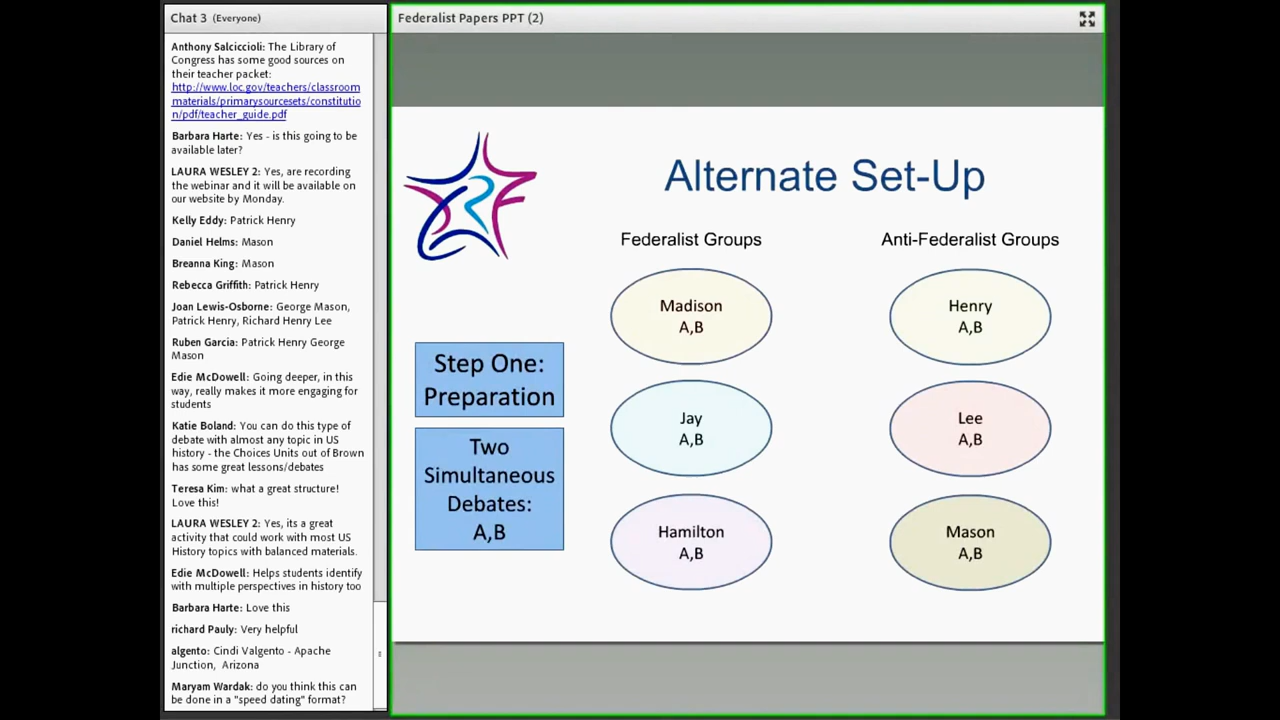 Chat 3 (Everyone)
Anthony Salciccioli: The Library of
Congress has some good sources on
their teacher packet:
http://www.loc.gov/teachers/classroom
materials/primarysourcesets/constitutio
n/pdf/teacher_guide.pdf
Barbara Harte: Yes - is this going to be
available later?
LAURA WESLEY 2: Yes, are recording
the webinar and it will be available on
our website by Monday.
Kelly Eddy: Patrick Henry
Daniel Helms: Mason
Breanna King: Mason
Rebecca Griffith: Patrick Henry
Joan Lewis-Osborne: George Mason,
Patrick Henry, Richard Henry Lee
Ruben Garcia: Patrick Henry George
Mason
Edie McDowell: Going deeper, in this
way, really makes it more engaging for
students
Katie Boland: You can do this type of
debate with almost any topic in US
history - the Choices Units out of Brown
has some great lessons/debates
Teresa Kim: what a great structure!
Love this!
LAURA WESLEY 2: Yes, its a great
activity that could work with most US
History topics with balanced materials.
Edie McDowell: Helps students identify
with multiple perspectives in history too
Barbara Harte: Love this
richard Pauly: Very helpful
algento: Cindi Valgento - Apache
Junction, Arizona
Maryam Wardak: do you think this can
be done in a "speed dating" format?
Federalist Papers PPT (2)
CRF
Alternate Set-Up
Step One:
Preparation
Two
Simultaneous
Debates:
A,B
Federalist Groups
Madison
A,B
Jay
A,B
Hamilton
A,B
Anti-Federalist Groups
Henry
A,B
Lee
A,B
Mason
A,B